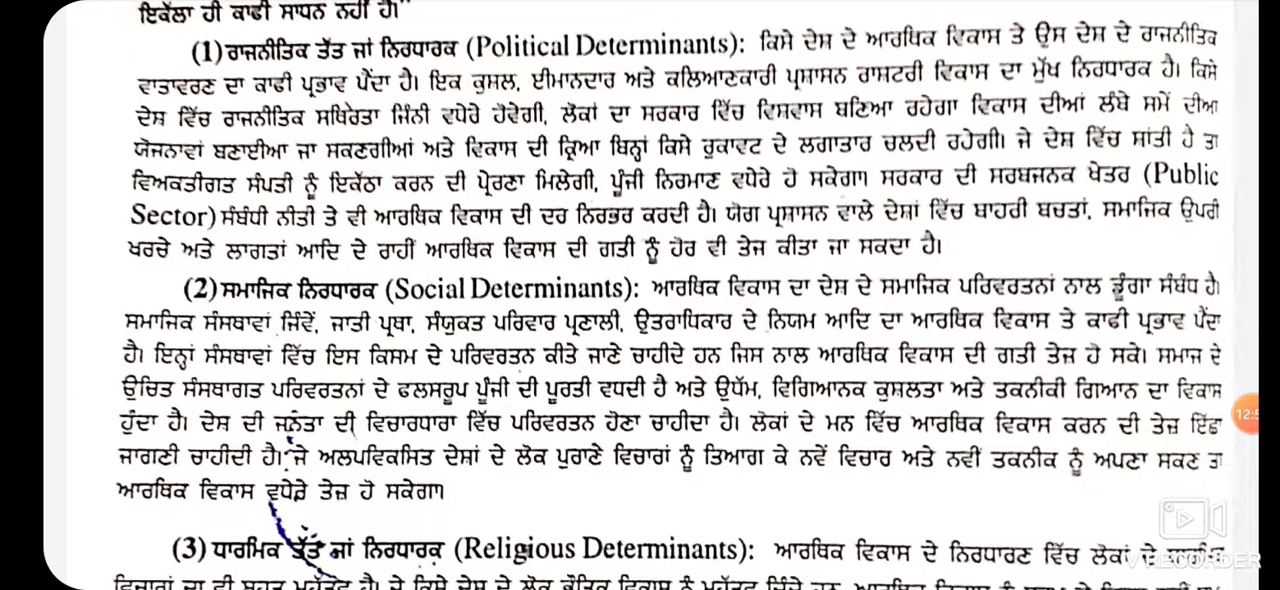 ਇਕੱਲਾ ਹੀ ਕਾਫੀ ਸਾਧਨ ਨਹੀਂ ਹੈ।"
(1) ਰਾਜਨੀਤਿਕ ਤੱਤ ਜਾਂ ਨਿਰਧਾਰਕ (Political Determinants): ਕਿਸੇ ਦੇਸ਼ ਦੇ ਆਰਥਿਕ ਵਿਕਾਸ ਤੇ ਉਸ ਦੇਸ਼ ਦੇ ਰਾਜਨੀਤਿਕ
ਵਾਤਾਵਰਣ ਦਾ ਕਾਫੀ ਪ੍ਰਭਾਵ ਪੈਂਦਾ ਹੈ। ਇਕ ਕੁਸ਼ਲ, ਈਮਾਨਦਾਰ ਅਤੇ ਕਲਿਆਣਕਾਰੀ ਪ੍ਰਸ਼ਾਸਨ ਰਾਸ਼ਟਰੀ ਵਿਕਾਸ ਦਾ ਮੁੱਖ ਨਿਰਧਾਰਕ ਹੈ। ਕਿਸੇ
ਦੇਸ਼ ਵਿੱਚ ਰਾਜਨੀਤਿਕ ਸਥਿਰਤਾ ਜਿੰਨੀ ਵਧੇਰੇ ਹੋਵੇਗੀ, ਲੋਕਾਂ ਦਾ ਸਰਕਾਰ ਵਿੱਚ ਵਿਸ਼ਵਾਸ ਬਣਿਆ ਰਹੇਗਾ ਵਿਕਾਸ ਦੀਆਂ ਲੰਬੇ ਸਮੇਂ ਦੀਆ
ਯੋਜਨਾਵਾਂ ਬਣਾਈਆ ਜਾ ਸਕਣਗੀਆਂ ਅਤੇ ਵਿਕਾਸ ਦੀ ਕ੍ਰਿਆ ਬਿਨ੍ਹਾਂ ਕਿਸੇ ਰੁਕਾਵਟ ਦੇ ਲਗਾਤਾਰ ਚਲਦੀ ਰਹੇਗੀ। ਜੇ ਦੇਸ਼ ਵਿੱਚ ਸ਼ਾਂਤੀ ਹੈ ਤਾ
ਵਿਅਕਤੀਗਤ ਸੰਪਤੀ ਨੂੰ ਇਕੱਠਾ ਕਰਨ ਦੀ ਪ੍ਰੇਰਣਾ ਮਿਲੇਗੀ, ਪੂੰਜੀ ਨਿਰਮਾਣ ਵਧੇਰੇ ਹੋ ਸਕੇਗਾ। ਸਰਕਾਰ ਦੀ ਸਰਬਜਨਕ ਖੇਤਰ (Public
Sector) ਸੰਬੰਧੀ ਨੀਤੀ ਤੇ ਵੀ ਆਰਥਿਕ ਵਿਕਾਸ ਦੀ ਦਰ ਨਿਰਭਰ ਕਰਦੀ ਹੈ। ਯੋਗ ਪ੍ਰਸ਼ਾਸਨ ਵਾਲੇ ਦੇਸ਼ਾਂ ਵਿੱਚ ਬਾਹਰੀ ਬਚਤਾਂ, ਸਮਾਜਿਕ ਉਪਰੀ
ਖਰਚੇ ਅਤੇ ਲਾਗਤਾਂ ਆਦਿ ਦੇ ਰਾਹੀਂ ਆਰਥਿਕ ਵਿਕਾਸ ਦੀ ਗਤੀ ਨੂੰ ਹੋਰ ਵੀ ਤੇਜ ਕੀਤਾ ਜਾ ਸਕਦਾ ਹੈ।
(2) ਸਮਾਜਿਕ ਨਿਰਧਾਰਕ (Social Determinants): ਆਰਥਿਕ ਵਿਕਾਸ ਦਾ ਦੇਸ਼ ਦੇ ਸਮਾਜਿਕ ਪਰਿਵਰਤਨਾਂ ਨਾਲ ਡੂੰਗਾ ਸੰਬੰਧ ਹੈ।
ਸਮਾਜਿਕ ਸੰਸਥਾਵਾਂ ਜਿੰਵੇਂ, ਜਾਤੀ ਪ੍ਰਥਾ, ਸੰਯੁਕਤ ਪਰਿਵਾਰ ਪ੍ਰਣਾਲੀ, ਉਤਰਾਧਿਕਾਰ ਦੇ ਨਿਯਮ ਆਦਿ ਦਾ ਆਰਥਿਕ ਵਿਕਾਸ ਤੇ ਕਾਫੀ ਪ੍ਰਭਾਵ ਪੈਂਦਾ
ਹੈ। ਇਨ੍ਹਾਂ ਸੰਸਥਾਵਾਂ ਵਿੱਚ ਇਸ ਕਿਸਮ ਦੇ ਪਰਿਵਰਤਨ ਕੀਤੇ ਜਾਣੇ ਚਾਹੀਦੇ ਹਨ ਜਿਸ ਨਾਲ ਆਰਥਿਕ ਵਿਕਾਸ ਦੀ ਗਤੀ ਤੇਜ਼ ਹੋ ਸਕੇ। ਸਮਾਜ ਦੇ
ਉਚਿਤ ਸੰਸਥਾਗਤ ਪਰਿਵਰਤਨਾਂ ਦੇ ਫਲਸਰੂਪ ਪੂੰਜੀ ਦੀ ਪੂਰਤੀ ਵਧਦੀ ਹੈ ਅਤੇ ਉੱਧਮ, ਵਿਗਿਆਨਕ ਕੁਸ਼ਲਤਾ ਅਤੇ ਤਕਨੀਕੀ ਗਿਆਨ ਦਾ ਵਿਕਾਸ
ਹੁੰਦਾ ਹੈ। ਦੇਸ਼ ਦੀ ਜਨੰਤਾ ਦੀ ਵਿਚਾਰਧਾਰਾ ਵਿੱਚ ਪਰਿਵਰਤਨ ਹੋਣਾ ਚਾਹੀਦਾ ਹੈ। ਲੋਕਾਂ ਦੇ ਮਨ ਵਿੱਚ ਆਰਥਿਕ ਵਿਕਾਸ ਕਰਨ ਦੀ ਤੇਜ਼ ਇੱਛਾ
ਜਾਗਣੀ ਚਾਹੀਦੀ ਹੈ। ਜੇ ਅਲਪਵਿਕਸਿਤ ਦੇਸ਼ਾਂ ਦੇ ਲੋਕ ਪੁਰਾਣੇ ਵਿਚਾਰਾਂ ਨੂੰ ਤਿਆਗ ਕੇ ਨਵੇਂ ਵਿਚਾਰ ਅਤੇ ਨਵੀਂ ਤਕਨੀਕ ਨੂੰ ਅਪਣਾ ਸਕਣ ਤਾ
ਆਰਥਿਕ ਵਿਕਾਸ ਵਧੇਰੇ ਤੇਜ਼ ਹੋ ਸਕੇਗਾ।
(3) ਧਾਰਮਿਕ ਤੱਤ ਜਾਂ ਨਿਰਧਾਰਕ (Religious Determinants): ਆਰਥਿਕ ਵਿਕਾਸ ਦੇ ਨਿਰਧਾਰਣ ਵਿੱਚ ਲੋਕਾਂ ਦੇ
V RECORDER